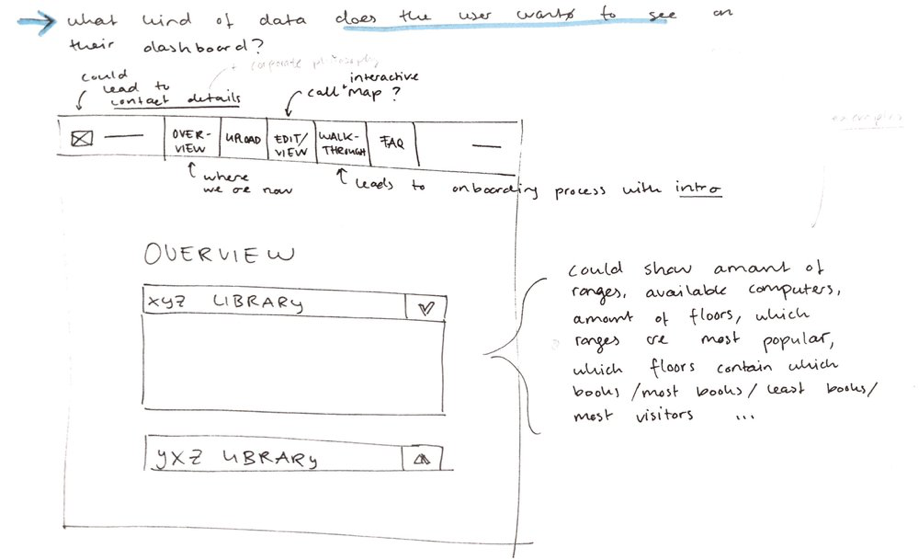 what kind of data does the user wants to see on
their dashboard?
could
lead to
contact details
interactive
call + map ?
OVER-
VIEW
UPLOAD
EDIT/
VIEW
WALK-
THROUGH
FAQ
where
we are now
leads to onboarding process with intro
OVERVIEW
xyz LIBRARY
could show amount of
ranges, available computers,
amount of floors, which
ranges are most popular,
which floors contain which
books / most books / least books /
most visitors ...
yxz LIBRARY